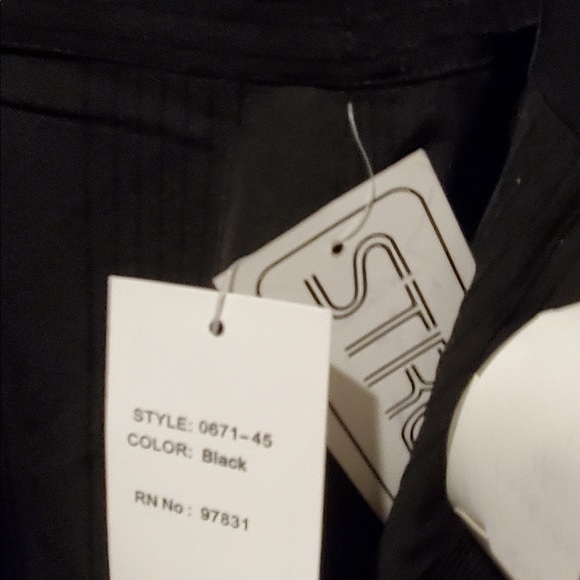 STYLE: 0671-45
COLOR: Black
RN No : 97831